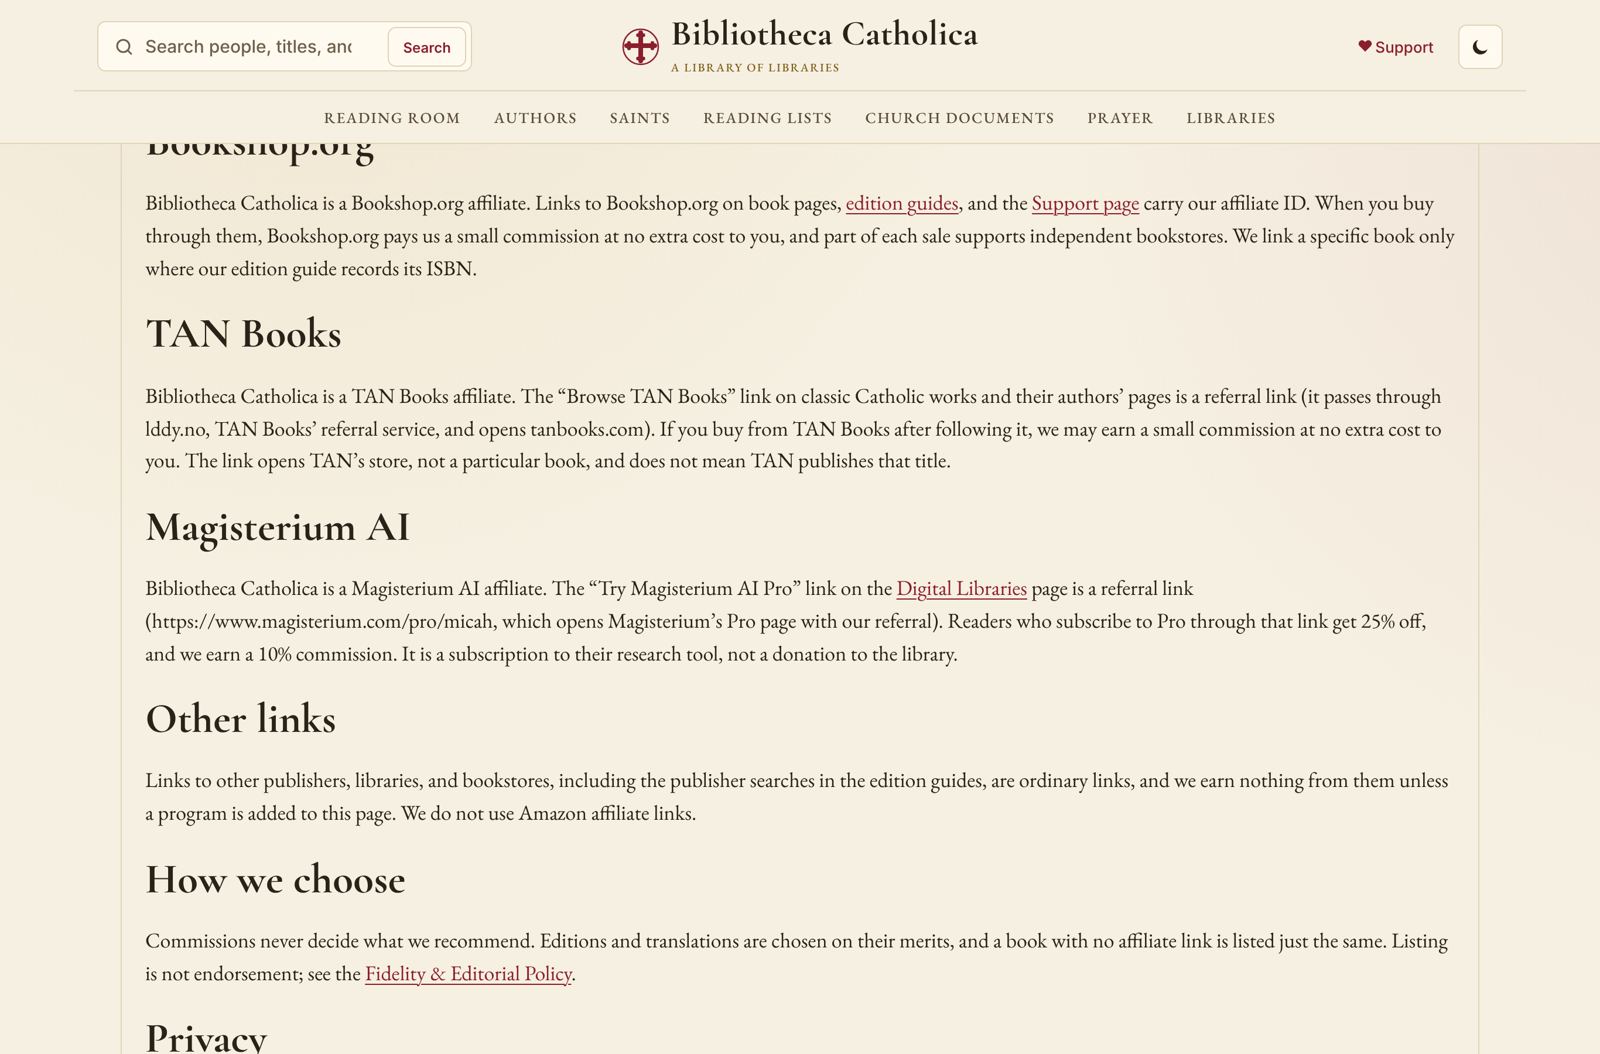 Search people, titles, and
Search
Bibliotheca Catholica
A LIBRARY OF LIBRARIES
Support
READING ROOM
AUTHORS
SAINTS
READING LISTS
CHURCH DOCUMENTS
PRAYER
LIBRARIES
Bookshop.org
Bibliotheca Catholica is a Bookshop.org affiliate. Links to Bookshop.org on book pages, edition guides, and the Support page carry our affiliate ID. When you buy
through them, Bookshop.org pays us a small commission at no extra cost to you, and part of each sale supports independent bookstores. We link a specific book only
where our edition guide records its ISBN.
TAN Books
Bibliotheca Catholica is a TAN Books affiliate. The “Browse TAN Books” link on classic Catholic works and their authors’ pages is a referral link (it passes through
lddy.no, TAN Books’ referral service, and opens tanbooks.com). If you buy from TAN Books after following it, we may earn a small commission at no extra cost to
you. The link opens TAN’s store, not a particular book, and does not mean TAN publishes that title.
Magisterium AI
Bibliotheca Catholica is a Magisterium AI affiliate. The “Try Magisterium AI Pro” link on the Digital Libraries page is a referral link
(https://www.magisterium.com/pro/micah, which opens Magisterium’s Pro page with our referral). Readers who subscribe to Pro through that link get 25% off,
and we earn a 10% commission. It is a subscription to their research tool, not a donation to the library.
Other links
Links to other publishers, libraries, and bookstores, including the publisher searches in the edition guides, are ordinary links, and we earn nothing from them unless
a program is added to this page. We do not use Amazon affiliate links.
How we choose
Commissions never decide what we recommend. Editions and translations are chosen on their merits, and a book with no affiliate link is listed just the same. Listing
is not endorsement; see the Fidelity & Editorial Policy.
Privacy